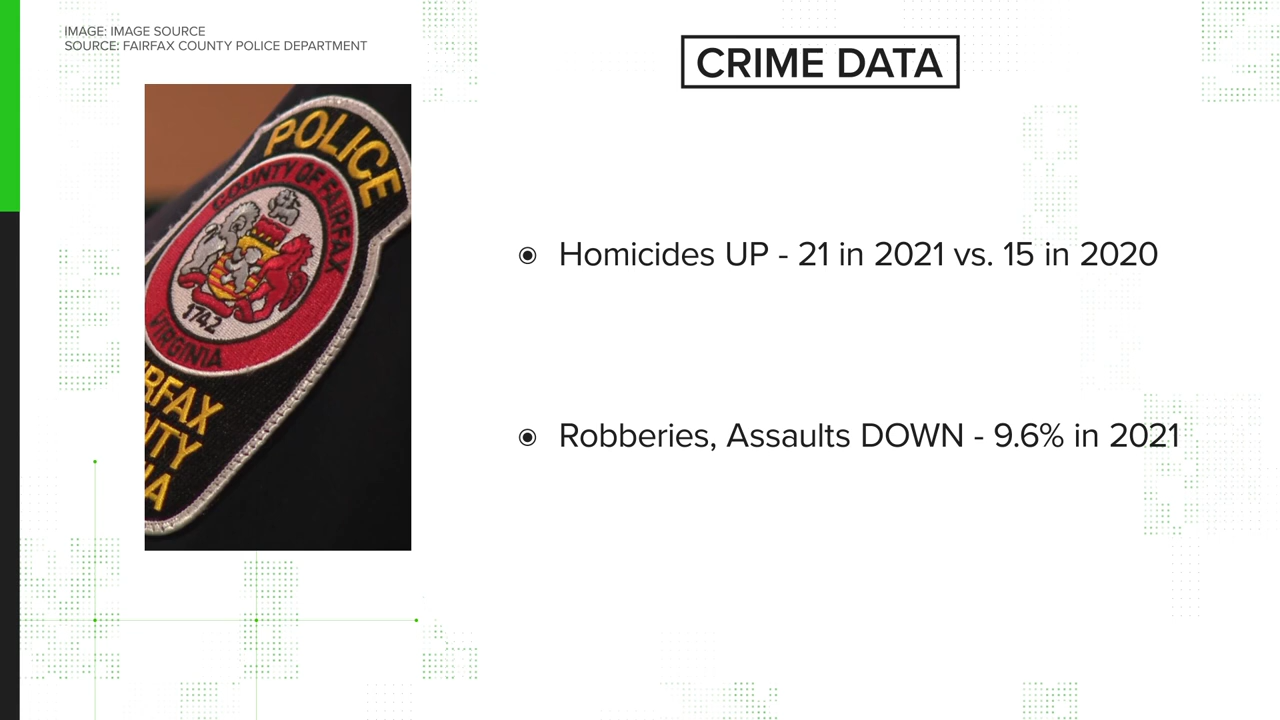 IMAGE: IMAGE SOURCE
SOURCE: FAIRFAX COUNTY POLICE DEPARTMENT
CRIME DATA
POLICE
COUNTY OF FAIRFAX
1742
VIRGINIA
RFAX
NTY
IA
Homicides UP - 21 in 2021 vs. 15 in 2020
Robberies, Assaults DOWN - 9.6% in 2021